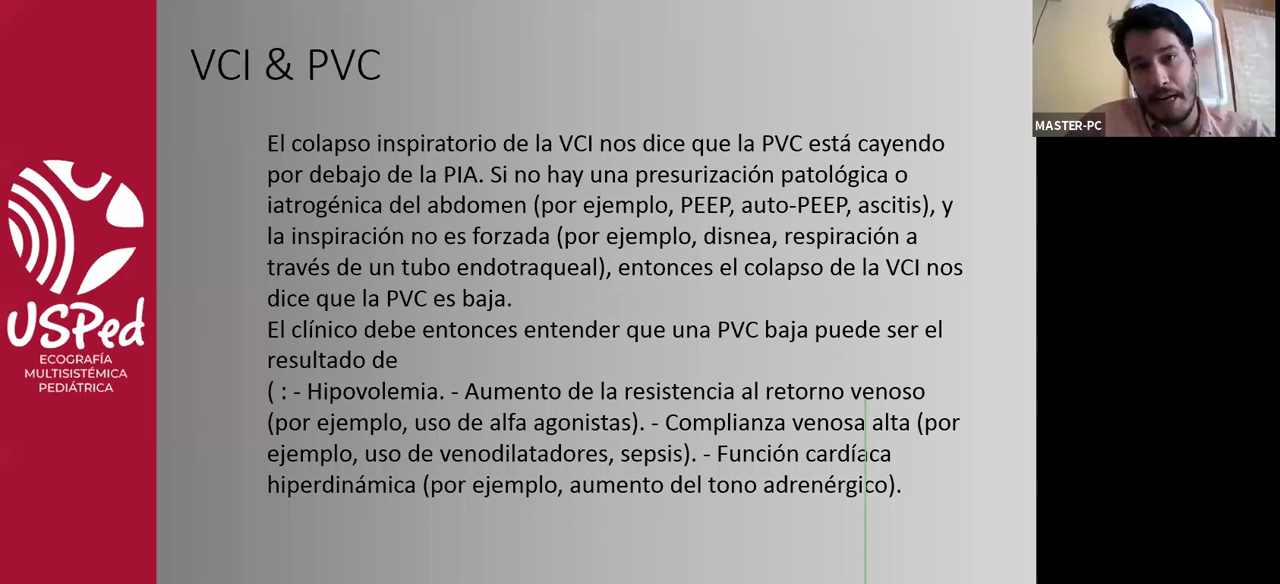 VCI & PVC
El colapso inspiratorio de la VCI nos dice que la PVC está cayendo
por debajo de la PIA. Si no hay una presurización patológica o
iatrogénica del abdomen (por ejemplo, PEEP, auto-PEEP, ascitis), y
la inspiración no es forzada (por ejemplo, disnea, respiración a
través de un tubo endotraqueal), entonces el colapso de la VCI nos
dice que la PVC es baja.
El clínico debe entonces entender que una PVC baja puede ser el
resultado de
( : - Hipovolemia. - Aumento de la resistencia al retorno venoso
(por ejemplo, uso de alfa agonistas). - Complianza venosa alta (por
ejemplo, uso de venodilatadores, sepsis). - Función cardíaca
hiperdinámica (por ejemplo, aumento del tono adrenérgico).
USPed
ECOGRAFÍA
MULTISISTÉMICA
PEDIÁTRICA
MASTER-PC